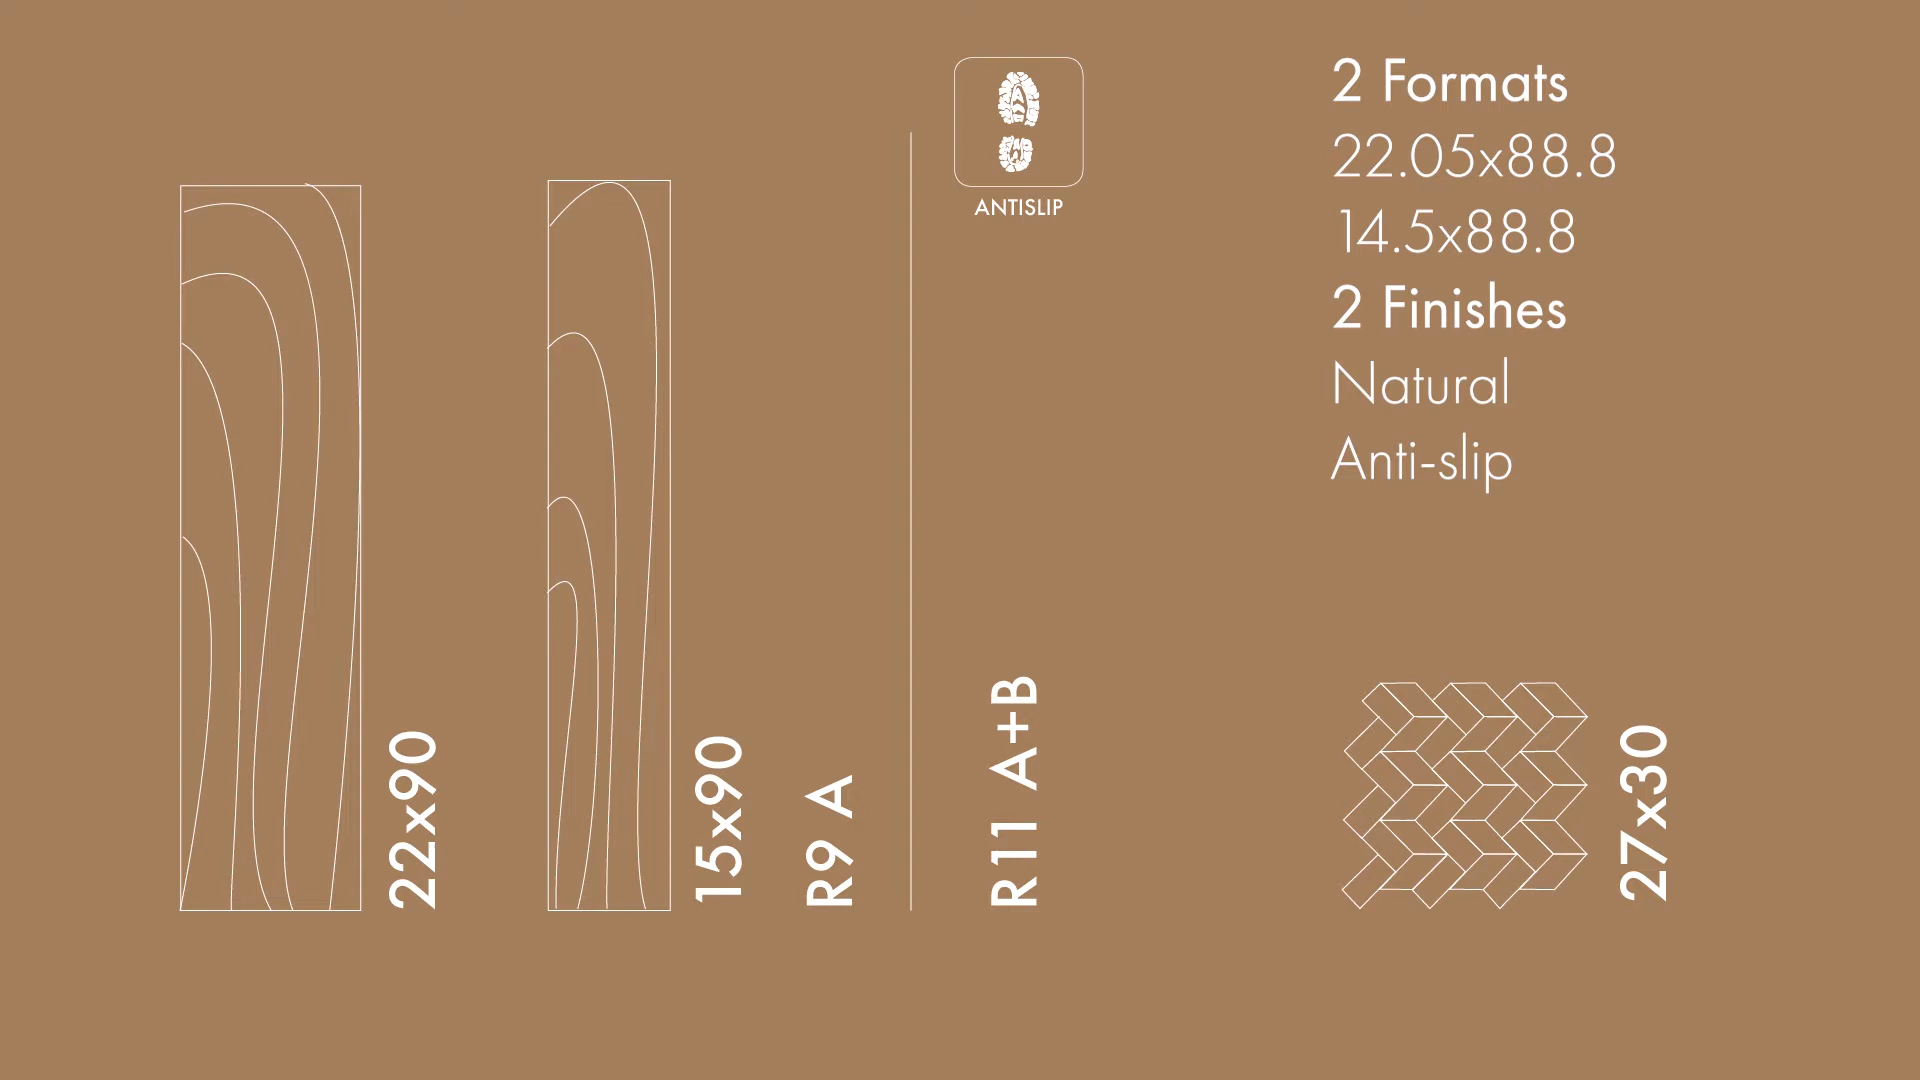 22x90
15x90
R9 A
ANTISLIP
R11 A+B
2 Formats
22.05x88.8
14.5x88.8
2 Finishes
Natural
Anti-slip
27x30